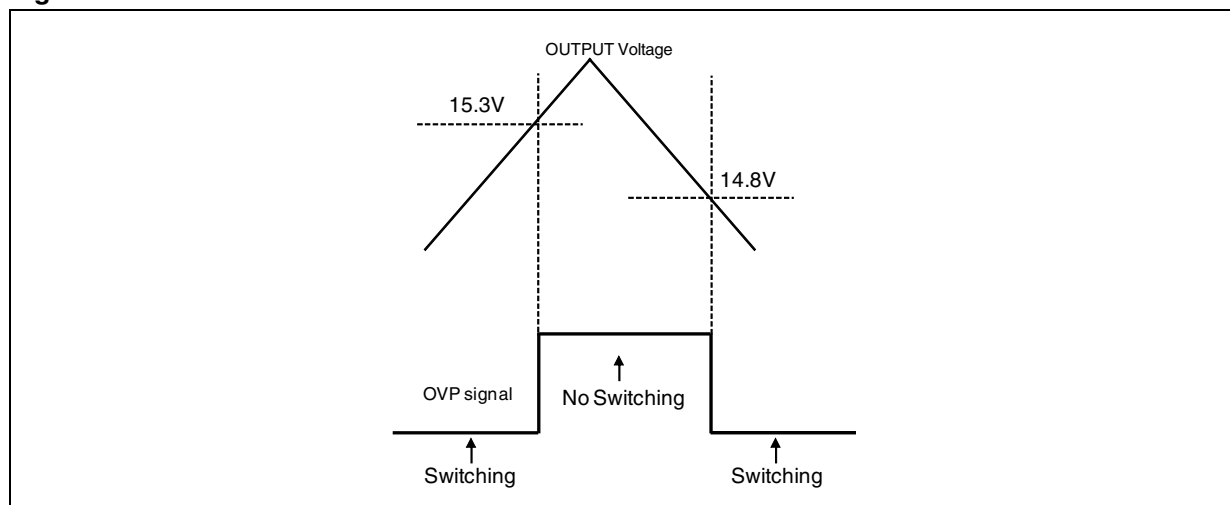 OUTPUT Voltage
15.3V
14.8V
OVP signal
No Switching
Switching
Switching